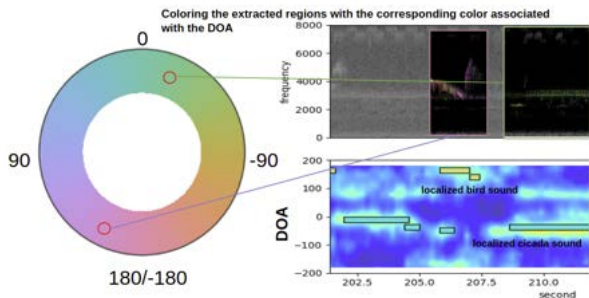 Coloring the extracted regions with the corresponding color associated
with the DOA
0
90
-90
180/-180
frequency
8000
6000
4000
2000
0
DOA
200
100
0
−100
−200
localized bird sound
localized cicada sound
202.5
205.0
207.5
210.0
212
second